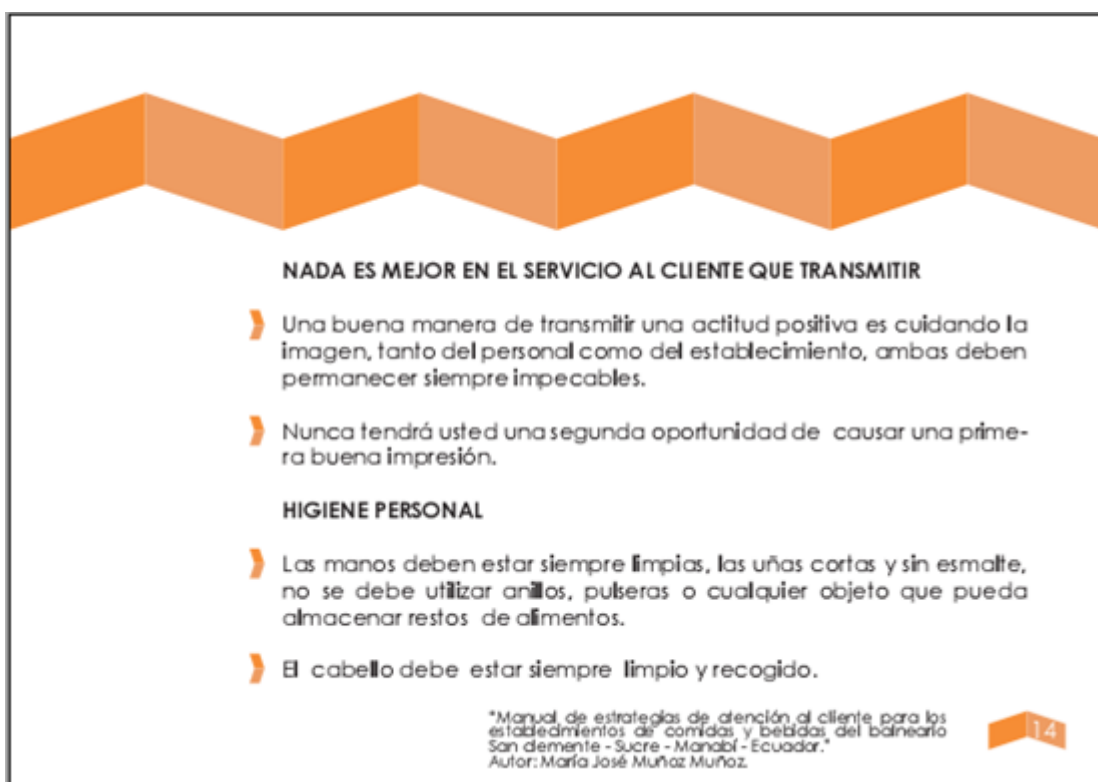 NADA ES MEJOR EN EL SERVICIO AL CLIENTE QUE TRANSMITIR
Una buena manera de transmitir una actitud positiva es cuidando la
imagen, tanto del personal como del establecimiento, ambas deben
permanecer siempre impecables.
Nunca tendrá usted una segunda oportunidad de causar una prime-
ra buena impresión.
HIGIENE PERSONAL
Las manos deben estar siempre limpias, las uñas cortas y sin esmalte,
no se debe utilizar anillos, pulseras o cualquier objeto que pueda
almacenar restos de alimentos.
El cabello debe estar siempre limpio y recogido.
"Manual de estrategias de atención al cliente para los
establecimientos de comidas y bebidas del balneario
San clemente - Sucre - Manabí - Ecuador."
Autor: María José Muñoz Muñoz.
14